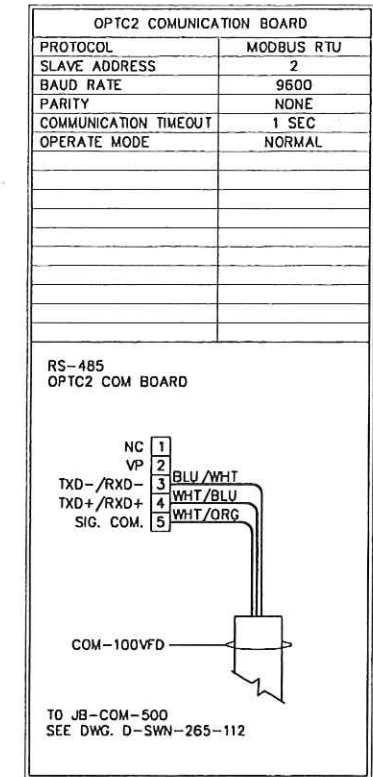 OPTC2 COMUNICATION BOARD
PROTOCOL MODBUS RTU
SLAVE ADDRESS 2
BAUD RATE 9600
PARITY NONE
COMMUNICATION TIMEOUT 1 SEC
OPERATE MODE NORMAL
RS-485
OPTC2 COM BOARD
NC 1
VP 2
TXD-/RXD- 3 BLU/WHT
TXD+/RXD+ 4 WHT/BLU
SIG. COM. 5 WHT/ORG
COM-100VFD
TO JB-COM-500
SEE DWG. D-SWN-265-112